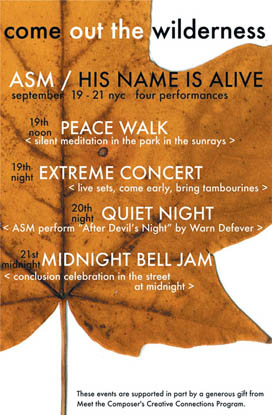 come out the wilderness
ASM / HIS NAME IS ALIVE
september 19 - 21 nyc four performances
19th
noon PEACE WALK
< silent meditation in the park in the sunrays >
19th
night EXTREME CONCERT
< live sets, come early, bring tambourines >
20th
night QUIET NIGHT
< ASM perform "After Devil's Night" by Warn Defever >
21st
midnight MIDNIGHT BELL JAM
< conclusion celebration in the street
at midnight >
These events are supported in part by a generous gift from
Meet the Composer's Creative Connections Program.